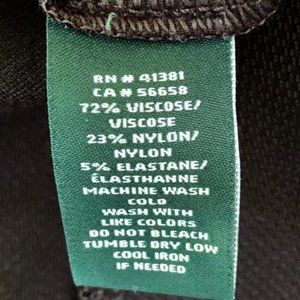 RN # 41381
CA # 56658
72% VISCOSE/
VISCOSE
23% NYLON/
NYLON
5% ELASTANE/
ÉLASTHANNE
MACHINE WASH
COLD
WASH WITH
LIKE COLORS
DO NOT BLEACH
TUMBLE DRY LOW
COOL IRON
IF NEEDED